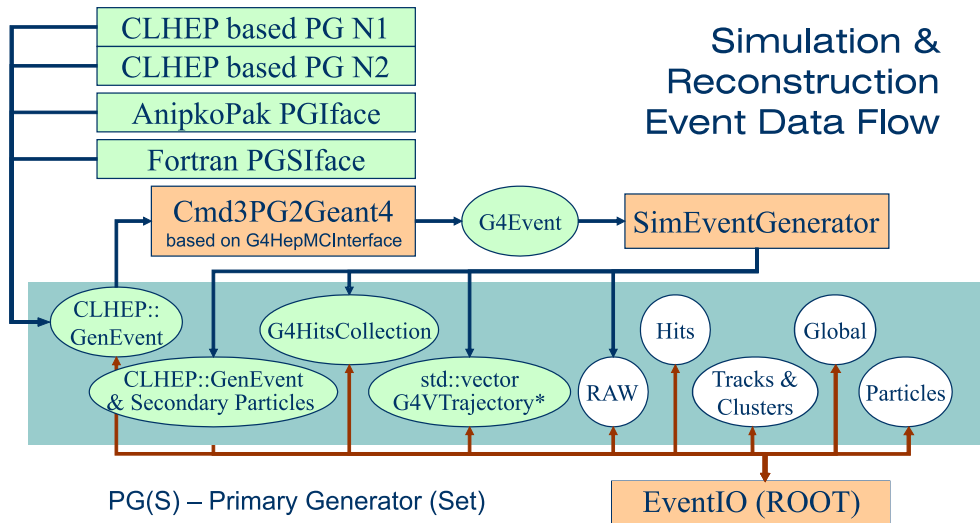 Simulation &
Reconstruction
Event Data Flow
CLHEP based PG N1
CLHEP based PG N2
AnipkoPak PGIface
Fortran PGSIface
Cmd3PG2Geant4
based on G4HepMCInterface
G4Event
SimEventGenerator
CLHEP::
GenEvent
G4HitsCollection
Hits
Global
CLHEP::GenEvent
& Secondary Particles
std::vector
G4VTrajectory*
RAW
Tracks &
Clusters
Particles
PG(S) – Primary Generator (Set)
EventIO (ROOT)